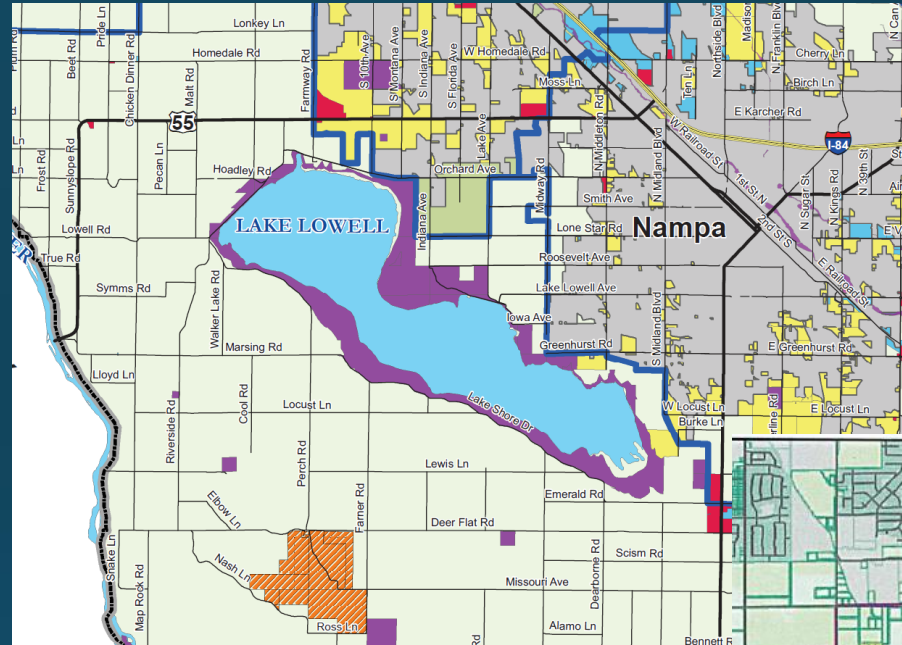 Lonkey Ln
Homedale Rd
W Homedale Rd
Cherry Ln
Moss Ln
Birch Ln
E Karcher Rd
Beet Rd
Pride Ln
Chicken Dinner Rd
Malt Rd
Farmway Rd
S 10th Ave
S Montana Ave
S Indiana Ave
S Florida Ave
Ten Ln
Northside Blvd
N Franklin Blvd
N Can
55
Frost Rd
Sunnyslope Rd
Pecan Ln
Hoadley Rd
Lake Ave
Orchard Ave
Midway Rd
N Middleton Rd
N Midland Blvd
W Railroad St
I-84
1st St N
2nd St S
N Sugar St
N Kings Rd
N 39th St
Smith Ave
Lowell Rd
LAKE LOWELL
Indiana Ave
Lone Star Rd
Nampa
True Rd
Roosevelt Ave
E Railroad St
Symms Rd
Walker Lake Rd
Lake Lowell Ave
Iowa Ave
S Midland Blvd
Marsing Rd
Greenhurst Rd
E Greenhurst Rd
Lloyd Ln
Riverside Rd
Cool Rd
Locust Ln
Lake Shore Dr
W Locust Ln
E Locust Ln
Burke Ln
Perch Rd
Lewis Ln
Farner Rd
Emerald Rd
Elbow Ln
Deer Flat Rd
Scism Rd
Snake Ln
Nash Ln
Missouri Ave
Dearborne Rd
Map Rock Rd
Ross Ln
Alamo Ln
Bennett R